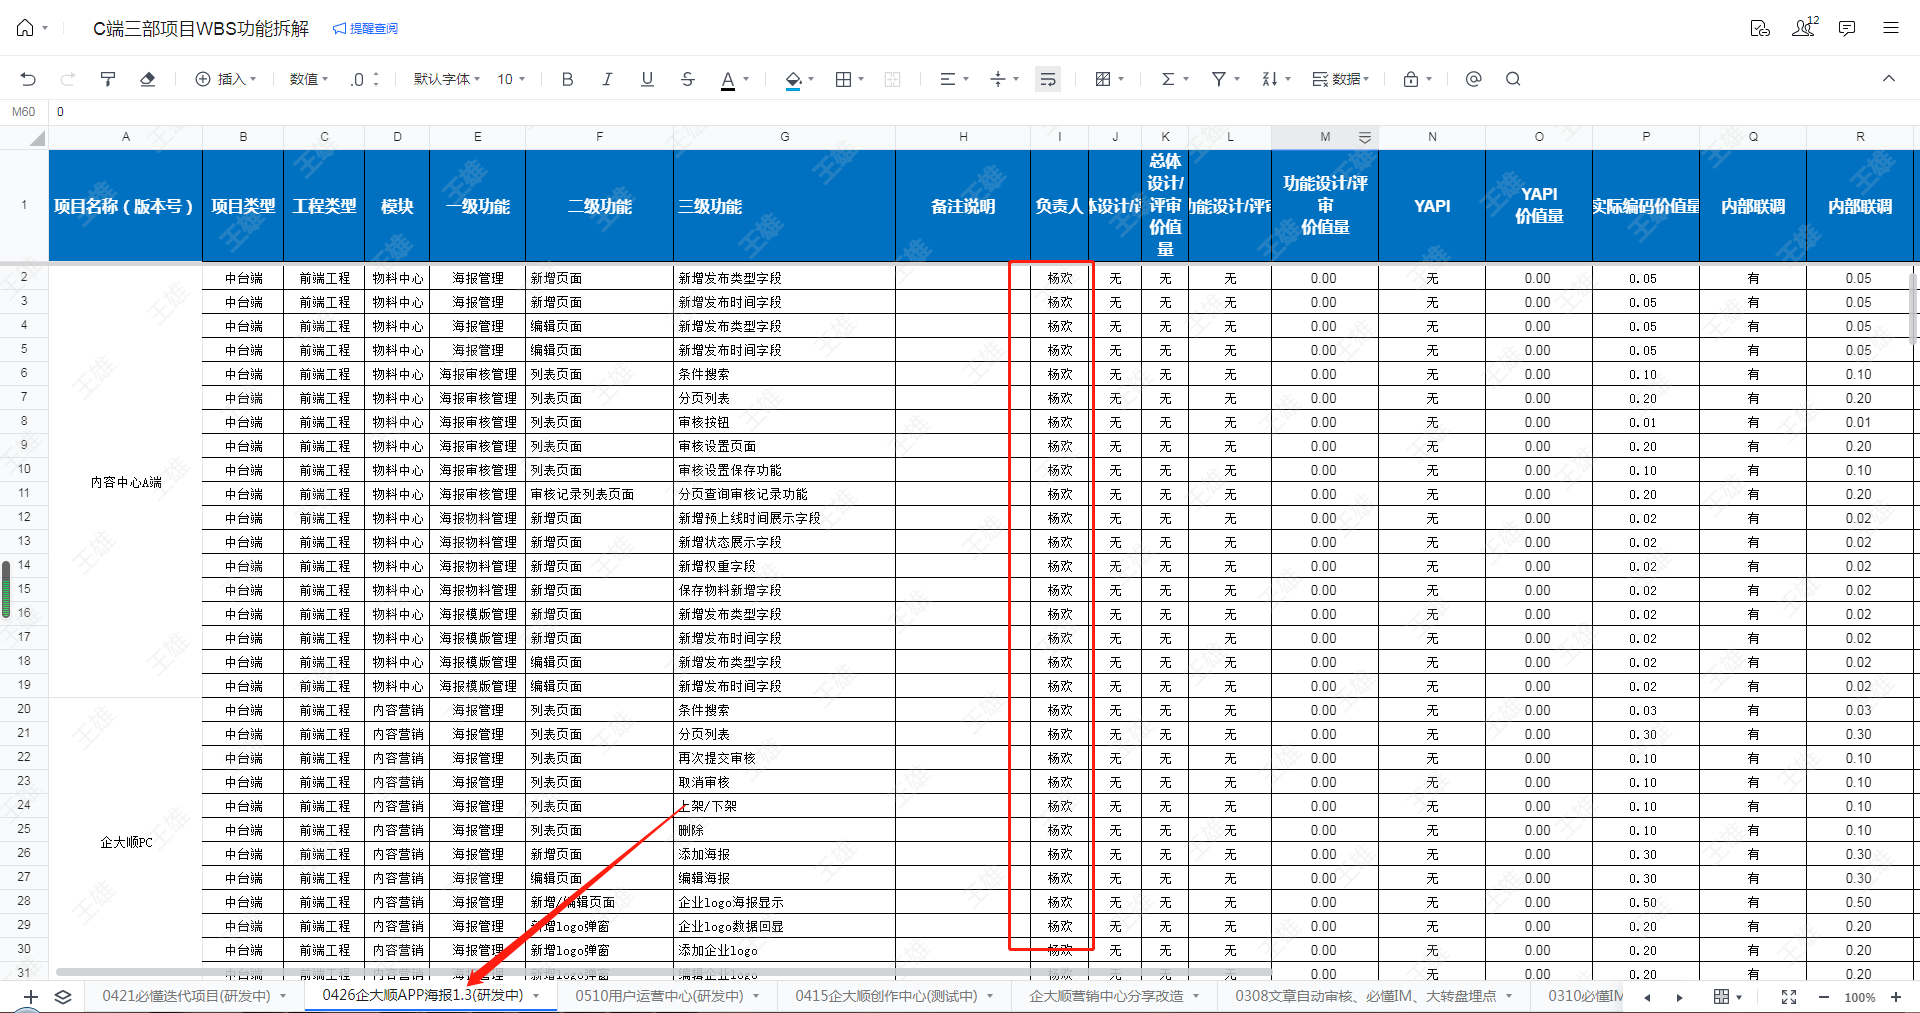 C端三部项目WBS功能拆解 提醒查阅 12
插入 数值 .0 默认字体 10 B I U S A 数据
M60 0
A B C D E F G H I J K L M N O P Q R
1 项目名称（版本号） 项目类型 工程类型 模块 一级功能 二级功能 三级功能 备注说明 负责人 总体设计/评审价值量 功能设计/评审 功能设计/评审价值量 YAPI YAPI价值量 实际编码价值量 内部联调 内部联调
内容中心A端
2 中台端 前端工程 物料中心 海报管理 新增页面 新增发布类型字段 杨欢 无 无 无 0.00 无 0.00 0.05 有 0.05
3 中台端 前端工程 物料中心 海报管理 新增页面 新增发布时间字段 杨欢 无 无 无 0.00 无 0.00 0.05 有 0.05
4 中台端 前端工程 物料中心 海报管理 编辑页面 新增发布类型字段 杨欢 无 无 无 0.00 无 0.00 0.05 有 0.05
5 中台端 前端工程 物料中心 海报管理 编辑页面 新增发布时间字段 杨欢 无 无 无 0.00 无 0.00 0.05 有 0.05
6 中台端 前端工程 物料中心 海报审核管理 列表页面 条件搜索 杨欢 无 无 无 0.00 无 0.00 0.10 有 0.10
7 中台端 前端工程 物料中心 海报审核管理 列表页面 分页列表 杨欢 无 无 无 0.00 无 0.00 0.20 有 0.20
8 中台端 前端工程 物料中心 海报审核管理 列表页面 审核按钮 杨欢 无 无 无 0.00 无 0.00 0.01 有 0.01
9 中台端 前端工程 物料中心 海报审核管理 列表页面 审核设置页面 杨欢 无 无 无 0.00 无 0.00 0.20 有 0.20
10 中台端 前端工程 物料中心 海报审核管理 列表页面 审核设置保存功能 杨欢 无 无 无 0.00 无 0.00 0.10 有 0.10
11 中台端 前端工程 物料中心 海报审核管理 审核记录列表页面 分页查询审核记录功能 杨欢 无 无 无 0.00 无 0.00 0.20 有 0.20
12 中台端 前端工程 物料中心 海报物料管理 新增页面 新增预上线时间展示字段 杨欢 无 无 无 0.00 无 0.00 0.02 有 0.02
13 中台端 前端工程 物料中心 海报物料管理 新增页面 新增状态展示字段 杨欢 无 无 无 0.00 无 0.00 0.02 有 0.02
14 中台端 前端工程 物料中心 海报物料管理 新增页面 新增权重字段 杨欢 无 无 无 0.00 无 0.00 0.02 有 0.02
15 中台端 前端工程 物料中心 海报物料管理 新增页面 保存物料新增字段 杨欢 无 无 无 0.00 无 0.00 0.02 有 0.02
16 中台端 前端工程 物料中心 海报模版管理 新增页面 新增发布类型字段 杨欢 无 无 无 0.00 无 0.00 0.02 有 0.02
17 中台端 前端工程 物料中心 海报模版管理 新增页面 新增发布时间字段 杨欢 无 无 无 0.00 无 0.00 0.02 有 0.02
18 中台端 前端工程 物料中心 海报模版管理 编辑页面 新增发布类型字段 杨欢 无 无 无 0.00 无 0.00 0.02 有 0.02
19 中台端 前端工程 物料中心 海报模版管理 编辑页面 新增发布时间字段 杨欢 无 无 无 0.00 无 0.00 0.02 有 0.02
企大顺PC
20 中台端 前端工程 内容营销 海报管理 列表页面 条件搜索 杨欢 无 无 无 0.00 无 0.00 0.03 有 0.03
21 中台端 前端工程 内容营销 海报管理 列表页面 分页列表 杨欢 无 无 无 0.00 无 0.00 0.30 有 0.30
22 中台端 前端工程 内容营销 海报管理 列表页面 再次提交审核 杨欢 无 无 无 0.00 无 0.00 0.10 有 0.10
23 中台端 前端工程 内容营销 海报管理 列表页面 取消审核 杨欢 无 无 无 0.00 无 0.00 0.10 有 0.10
24 中台端 前端工程 内容营销 海报管理 列表页面 上架/下架 杨欢 无 无 无 0.00 无 0.00 0.10 有 0.10
25 中台端 前端工程 内容营销 海报管理 列表页面 删除 杨欢 无 无 无 0.00 无 0.00 0.10 有 0.10
26 中台端 前端工程 内容营销 海报管理 新增页面 添加海报 杨欢 无 无 无 0.00 无 0.00 0.30 有 0.30
27 中台端 前端工程 内容营销 海报管理 编辑页面 编辑海报 杨欢 无 无 无 0.00 无 0.00 0.30 有 0.30
28 中台端 前端工程 内容营销 海报管理 新增/编辑页面 企业logo海报显示 杨欢 无 无 无 0.00 无 0.00 0.50 有 0.50
29 中台端 前端工程 内容营销 海报管理 新增logo弹窗 企业logo数据回显 杨欢 无 无 无 0.00 无 0.00 0.20 有 0.20
30 中台端 前端工程 内容营销 海报管理 新增logo弹窗 添加企业logo 杨欢 无 无 无 0.00 无 0.00 0.20 有 0.20
31 中台端 前端工程 内容营销 海报管理 新增logo弹窗 编辑企业logo 杨欢 无 无 无 0.00 无 0.00 0.20 有 0.20
0421必懂迭代项目(研发中) 0426企大顺APP海报1.3(研发中) 0510用户运营中心(研发中) 0415企大顺创作中心(测试中) 企大顺营销中心分享改造 0308文章自动审核、必懂IM、大转盘埋点 0310必懂IM 100%
王雄